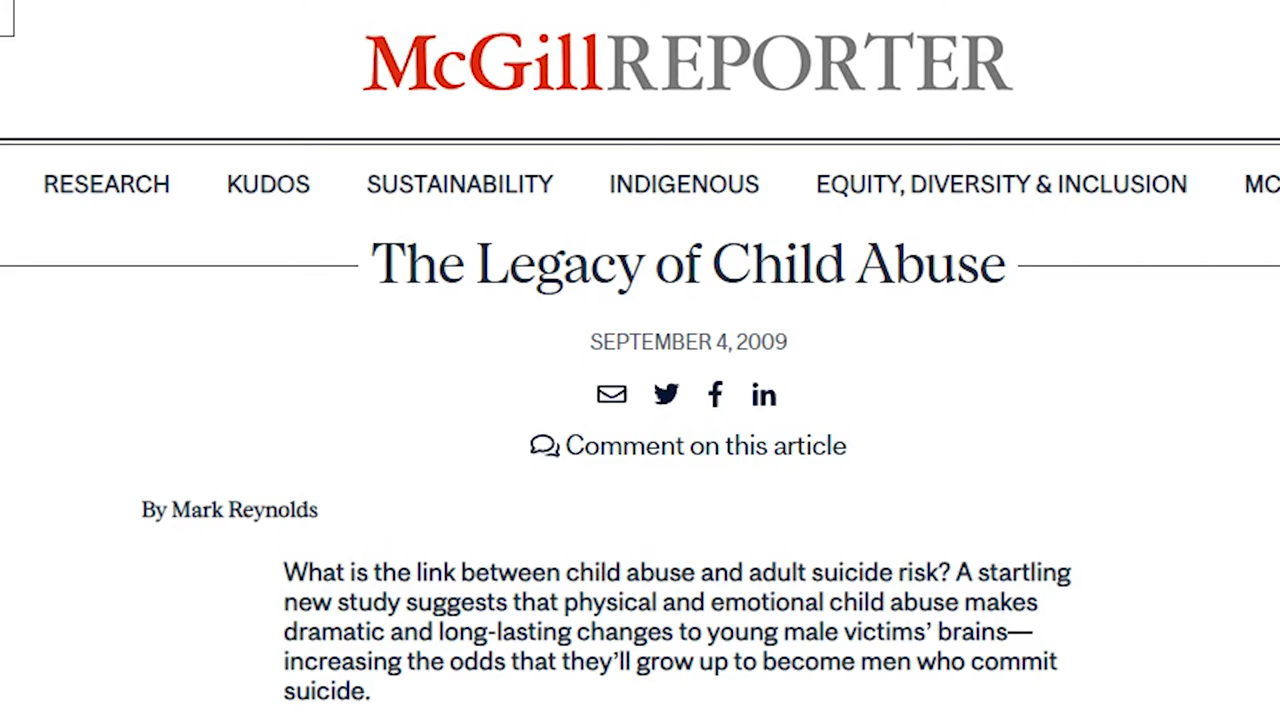 McGillREPORTER
RESEARCH KUDOS SUSTAINABILITY INDIGENOUS EQUITY, DIVERSITY & INCLUSION MC
The Legacy of Child Abuse
SEPTEMBER 4, 2009
Comment on this article
By Mark Reynolds
What is the link between child abuse and adult suicide risk? A startling
new study suggests that physical and emotional child abuse makes
dramatic and long-lasting changes to young male victims’ brains—
increasing the odds that they’ll grow up to become men who commit
suicide.